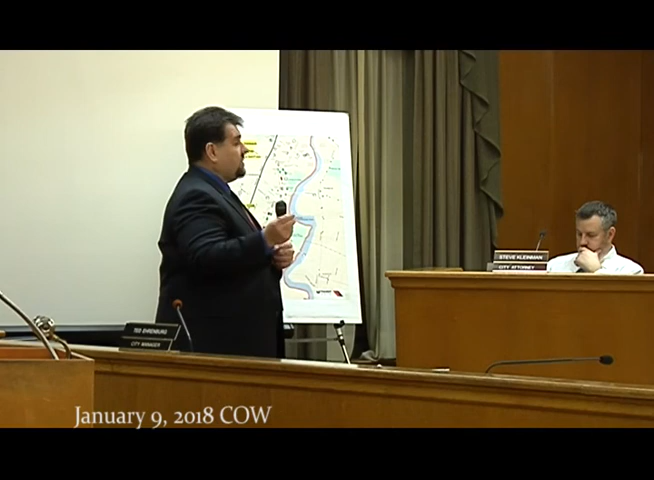 STEVE KLEINMAN
CITY ATTORNEY
TED EHRENBURG
CITY MANAGER
January 9, 2018 COW